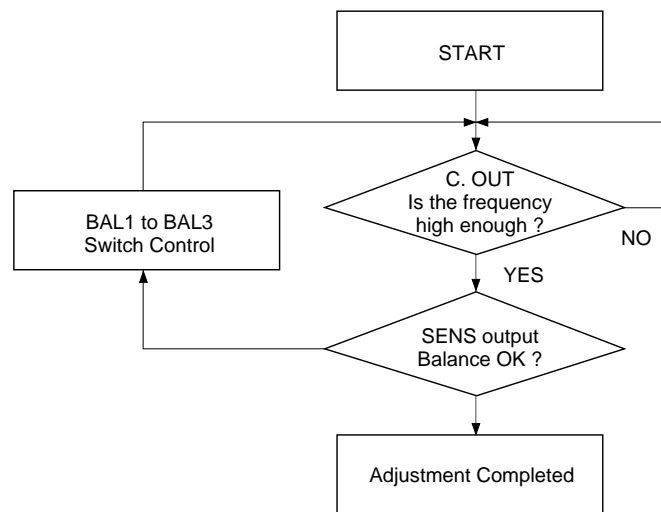 START
C. OUT
Is the frequency
high enough ?
NO
BAL1 to BAL3
Switch Control
YES
SENS output
Balance OK ?
Adjustment Completed